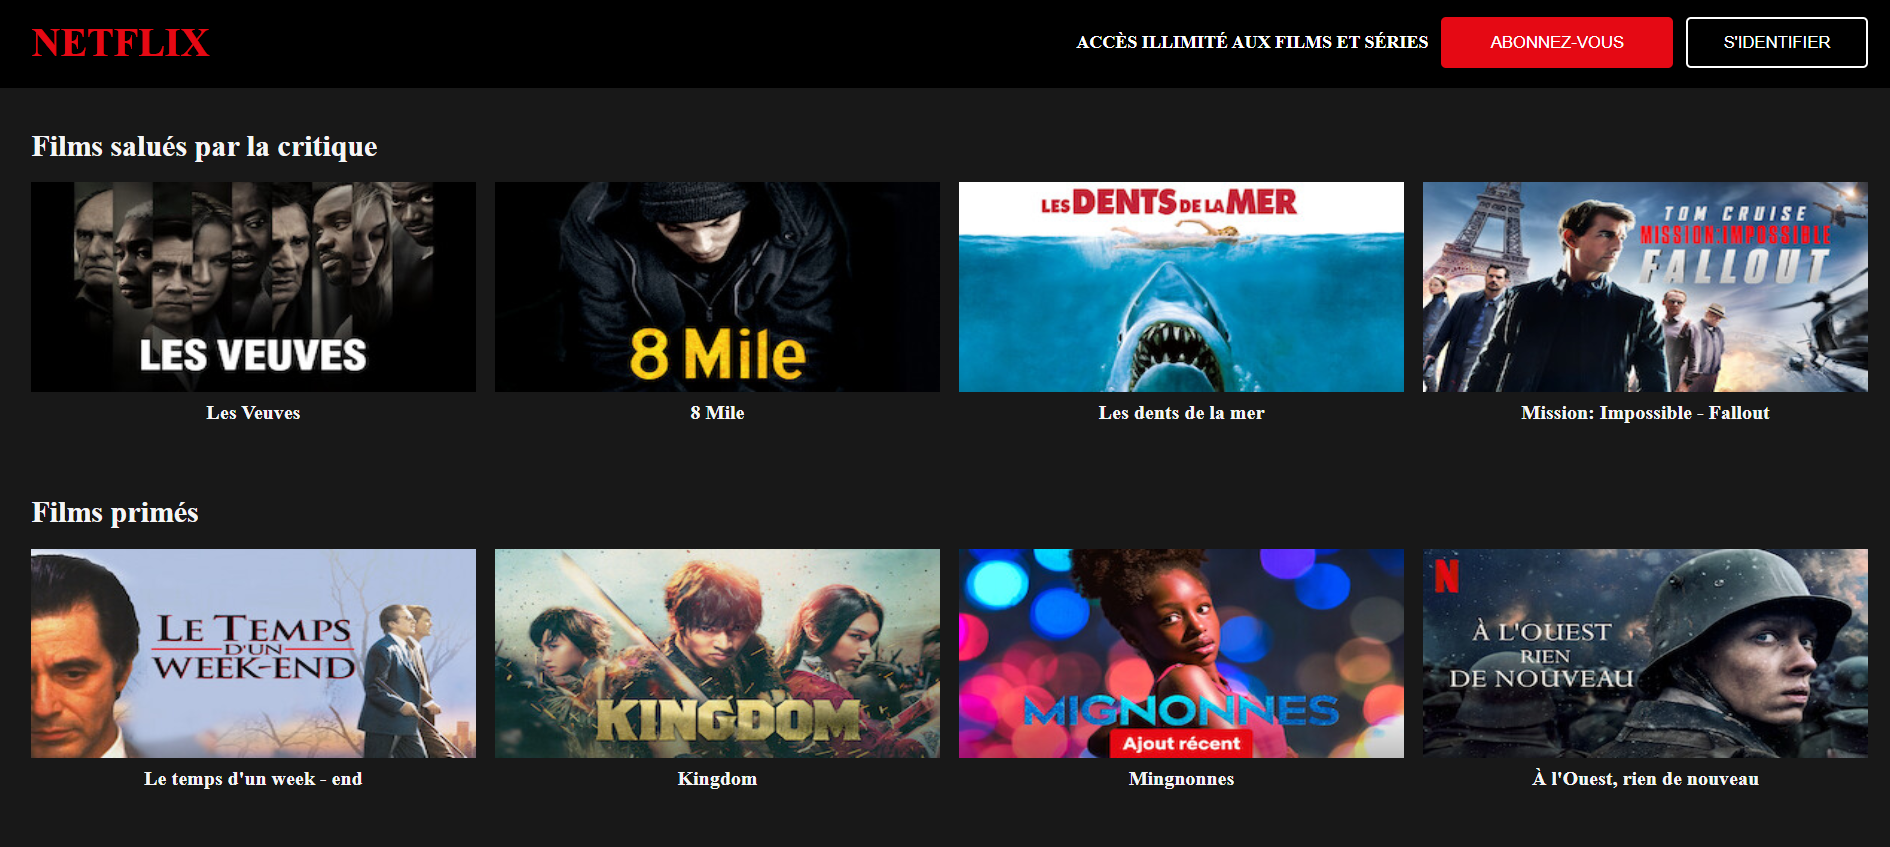 NETFLIX
ACCÈS ILLIMITÉ AUX FILMS ET SÉRIES
ABONNEZ-VOUS
S'IDENTIFIER
Films salués par la critique
LES VEUVES
8 Mile
LES DENTS DE LA MER
TOM CRUISE
MISSION:IMPOSSIBLE
FALLOUT
Les Veuves
8 Mile
Les dents de la mer
Mission: Impossible - Fallout
Films primés
LE TEMPS
D'UN
WEEK-END
KINGDOM
MIGNONNES
Ajout récent
N
À L'OUEST
RIEN
DE NOUVEAU
Le temps d'un week - end
Kingdom
Mingnonnes
À l'Ouest, rien de nouveau